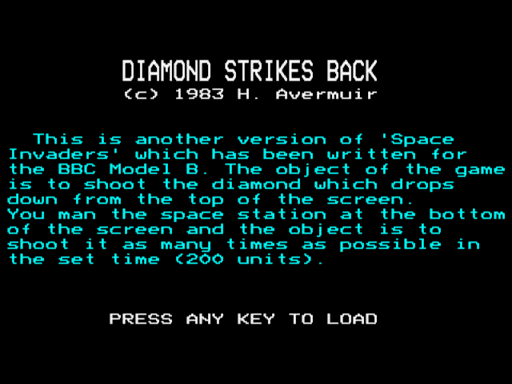 DIAMOND STRIKES BACK
(c) 1983 H. Avermuir
This is another version of 'Space
Invaders' which has been written for
the BBC Model B. The object of the game
is to shoot the diamond which drops
down from the top of the screen.
You man the space station at the bottom
of the screen and the object is to
shoot it as many times as possible in
the set time (200 units).
PRESS ANY KEY TO LOAD